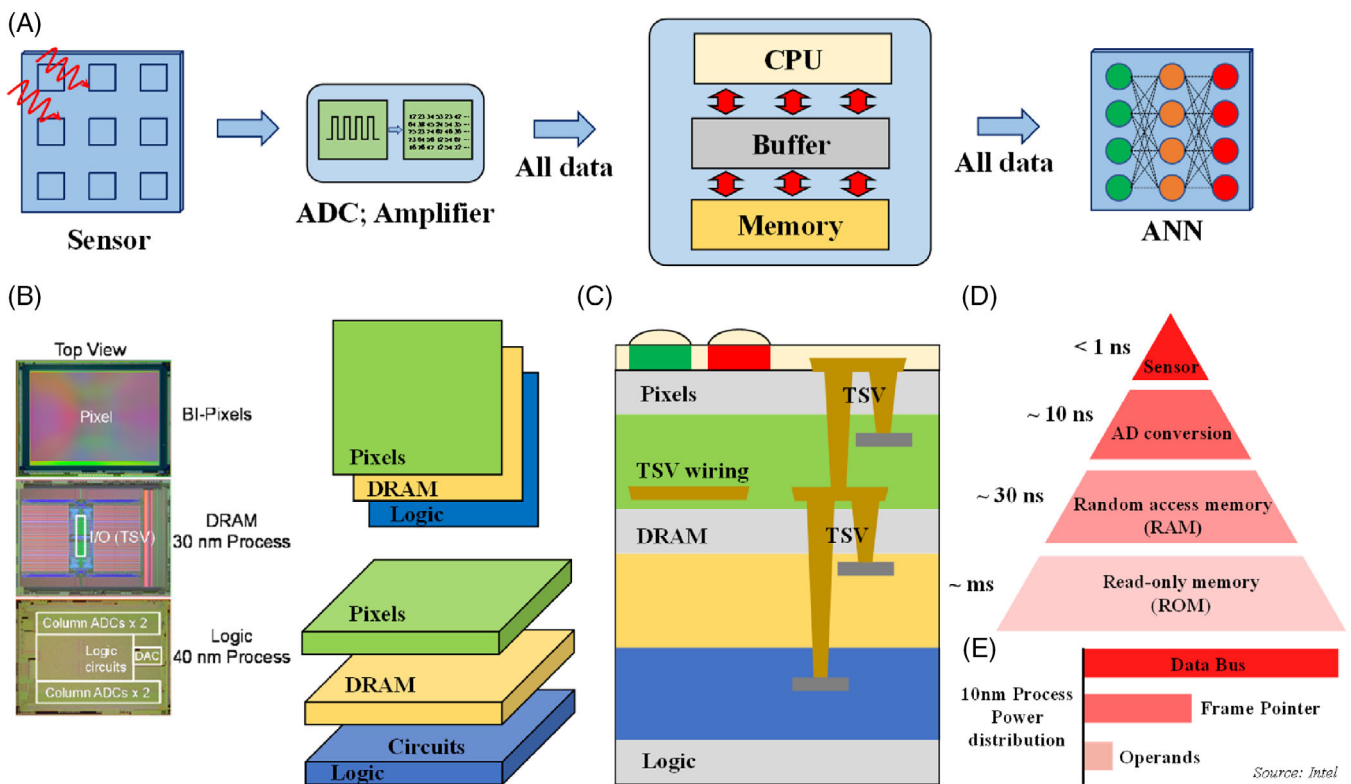 (A)
CPU
Buffer
Memory
All data
All data
ADC; Amplifier
Sensor
ANN
(B)
Top View
Pixel
BI-Pixels
I/O (TSV)
DRAM
30 nm Process
Column ADCs x 2
Logic
circuits
DAC
Column ADCs x 2
Logic
40 nm Process
Pixels
DRAM
Logic
Pixels
DRAM
Circuits
Logic
(C)
Pixels
TSV
TSV wiring
DRAM
TSV
Logic
(D)
< 1 ns
Sensor
~ 10 ns
AD conversion
~ 30 ns
Random access memory
(RAM)
~ ms
Read-only memory
(ROM)
(E)
Data Bus
10nm Process
Power
distribution
Frame Pointer
Operands
Source: Intel